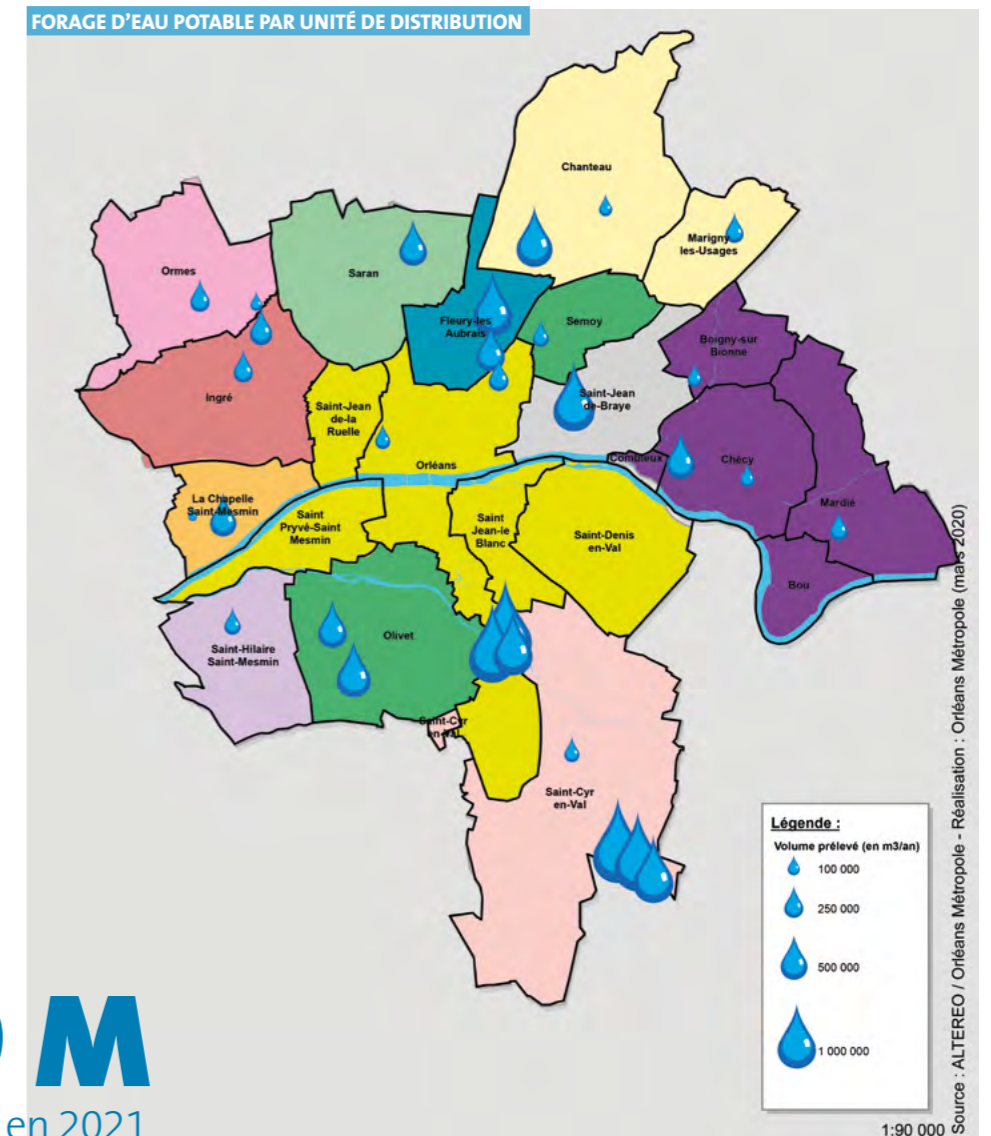 FORAGE D'EAU POTABLE PAR UNITÉ DE DISTRIBUTION
Chanteau
Marigny
les-Usages
Ormes
Saran
Fleury-les
Aubrais
Semoy
Boigny-sur
Bionne
Ingré
Saint-Jean
de-la
Ruelle
Saint-Jean
de-Braye
Orléans
Combleux
Chécy
Mardié
La Chapelle
Saint-Mesmin
Saint
Pryvé-Saint
Mesmin
Saint
Jean-le
Blanc
Saint-Denis
en-Val
Bou
Saint-Hilaire
Saint-Mesmin
Olivet
Saint-Cyr
en-Val
Saint-Cyr
en-Val
Légende :
Volume prélevé (en m3/an)
100 000
250 000
500 000
1 000 000
1:90 000
Source : ALTEREO / Orléans Métropole - Réalisation : Orléans Métropole (mars 2020)
M
en 2021